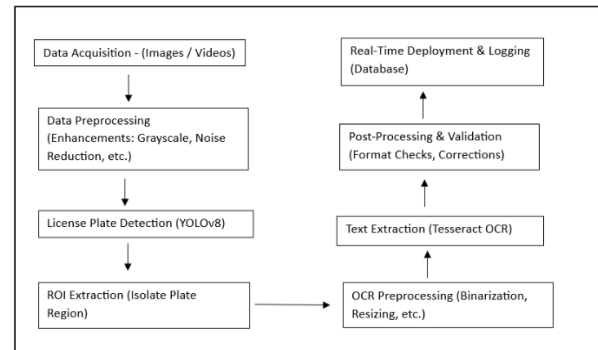 Data Acquisition - (Images / Videos)
Data Preprocessing
(Enhancements: Grayscale, Noise
Reduction, etc.)
License Plate Detection (YOLOv8)
ROI Extraction (Isolate Plate
Region)
OCR Preprocessing (Binarization,
Resizing, etc.)
Text Extraction (Tesseract OCR)
Post-Processing & Validation
(Format Checks, Corrections)
Real-Time Deployment & Logging
(Database)